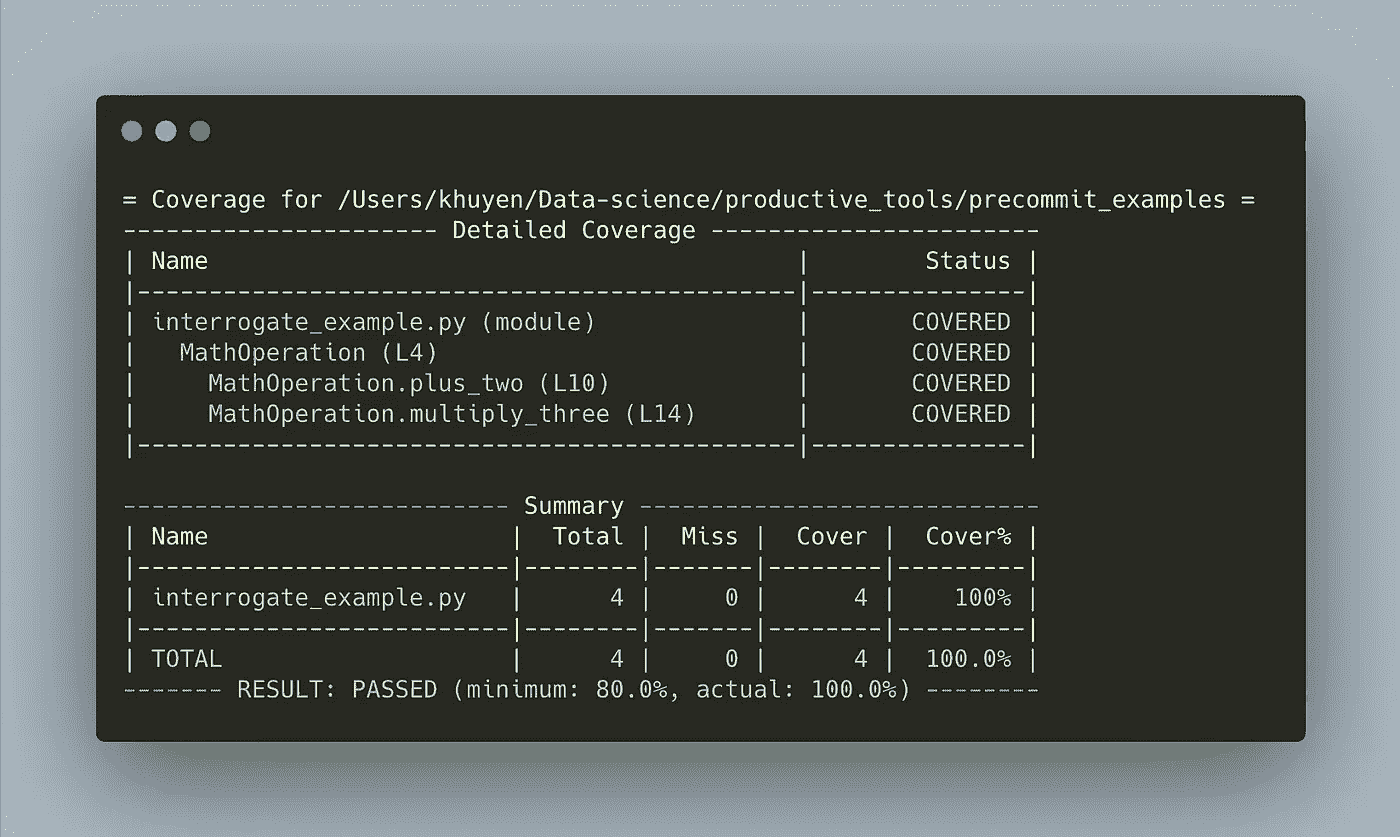 = Coverage for /Users/khuyen/Data-science/productive_tools/precommit_examples =
---------------------- Detailed Coverage -----------------------
| Name                                          |        Status |
|-----------------------------------------------|---------------|
| interrogate_example.py (module)               |       COVERED |
|   MathOperation (L4)                          |       COVERED |
|     MathOperation.plus_two (L10)              |       COVERED |
|     MathOperation.multiply_three (L14)        |       COVERED |
|-----------------------------------------------|---------------|
--------------------------- Summary ----------------------------
| Name                      |  Total |  Miss |  Cover |  Cover% |
|---------------------------|--------|-------|--------|---------|
| interrogate_example.py    |      4 |     0 |      4 |    100% |
|---------------------------|--------|-------|--------|---------|
| TOTAL                     |      4 |     0 |      4 |  100.0% |
------- RESULT: PASSED (minimum: 80.0%, actual: 100.0%) --------